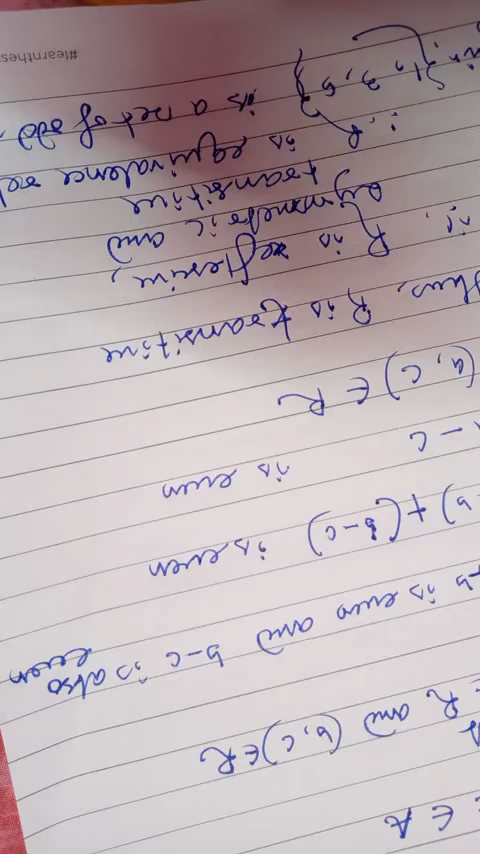 ∈ A
∈ R and (b, c) ∈ R
-b is even and b-c is also even
-b) + (b-c) is even
- c is even
(a, c) ∈ R
Thus, R is transitive
R is reflexive,
symmetric and
transitive
∴ R is equivalence
{1, 3, 5} is a set of odd
#learnthes